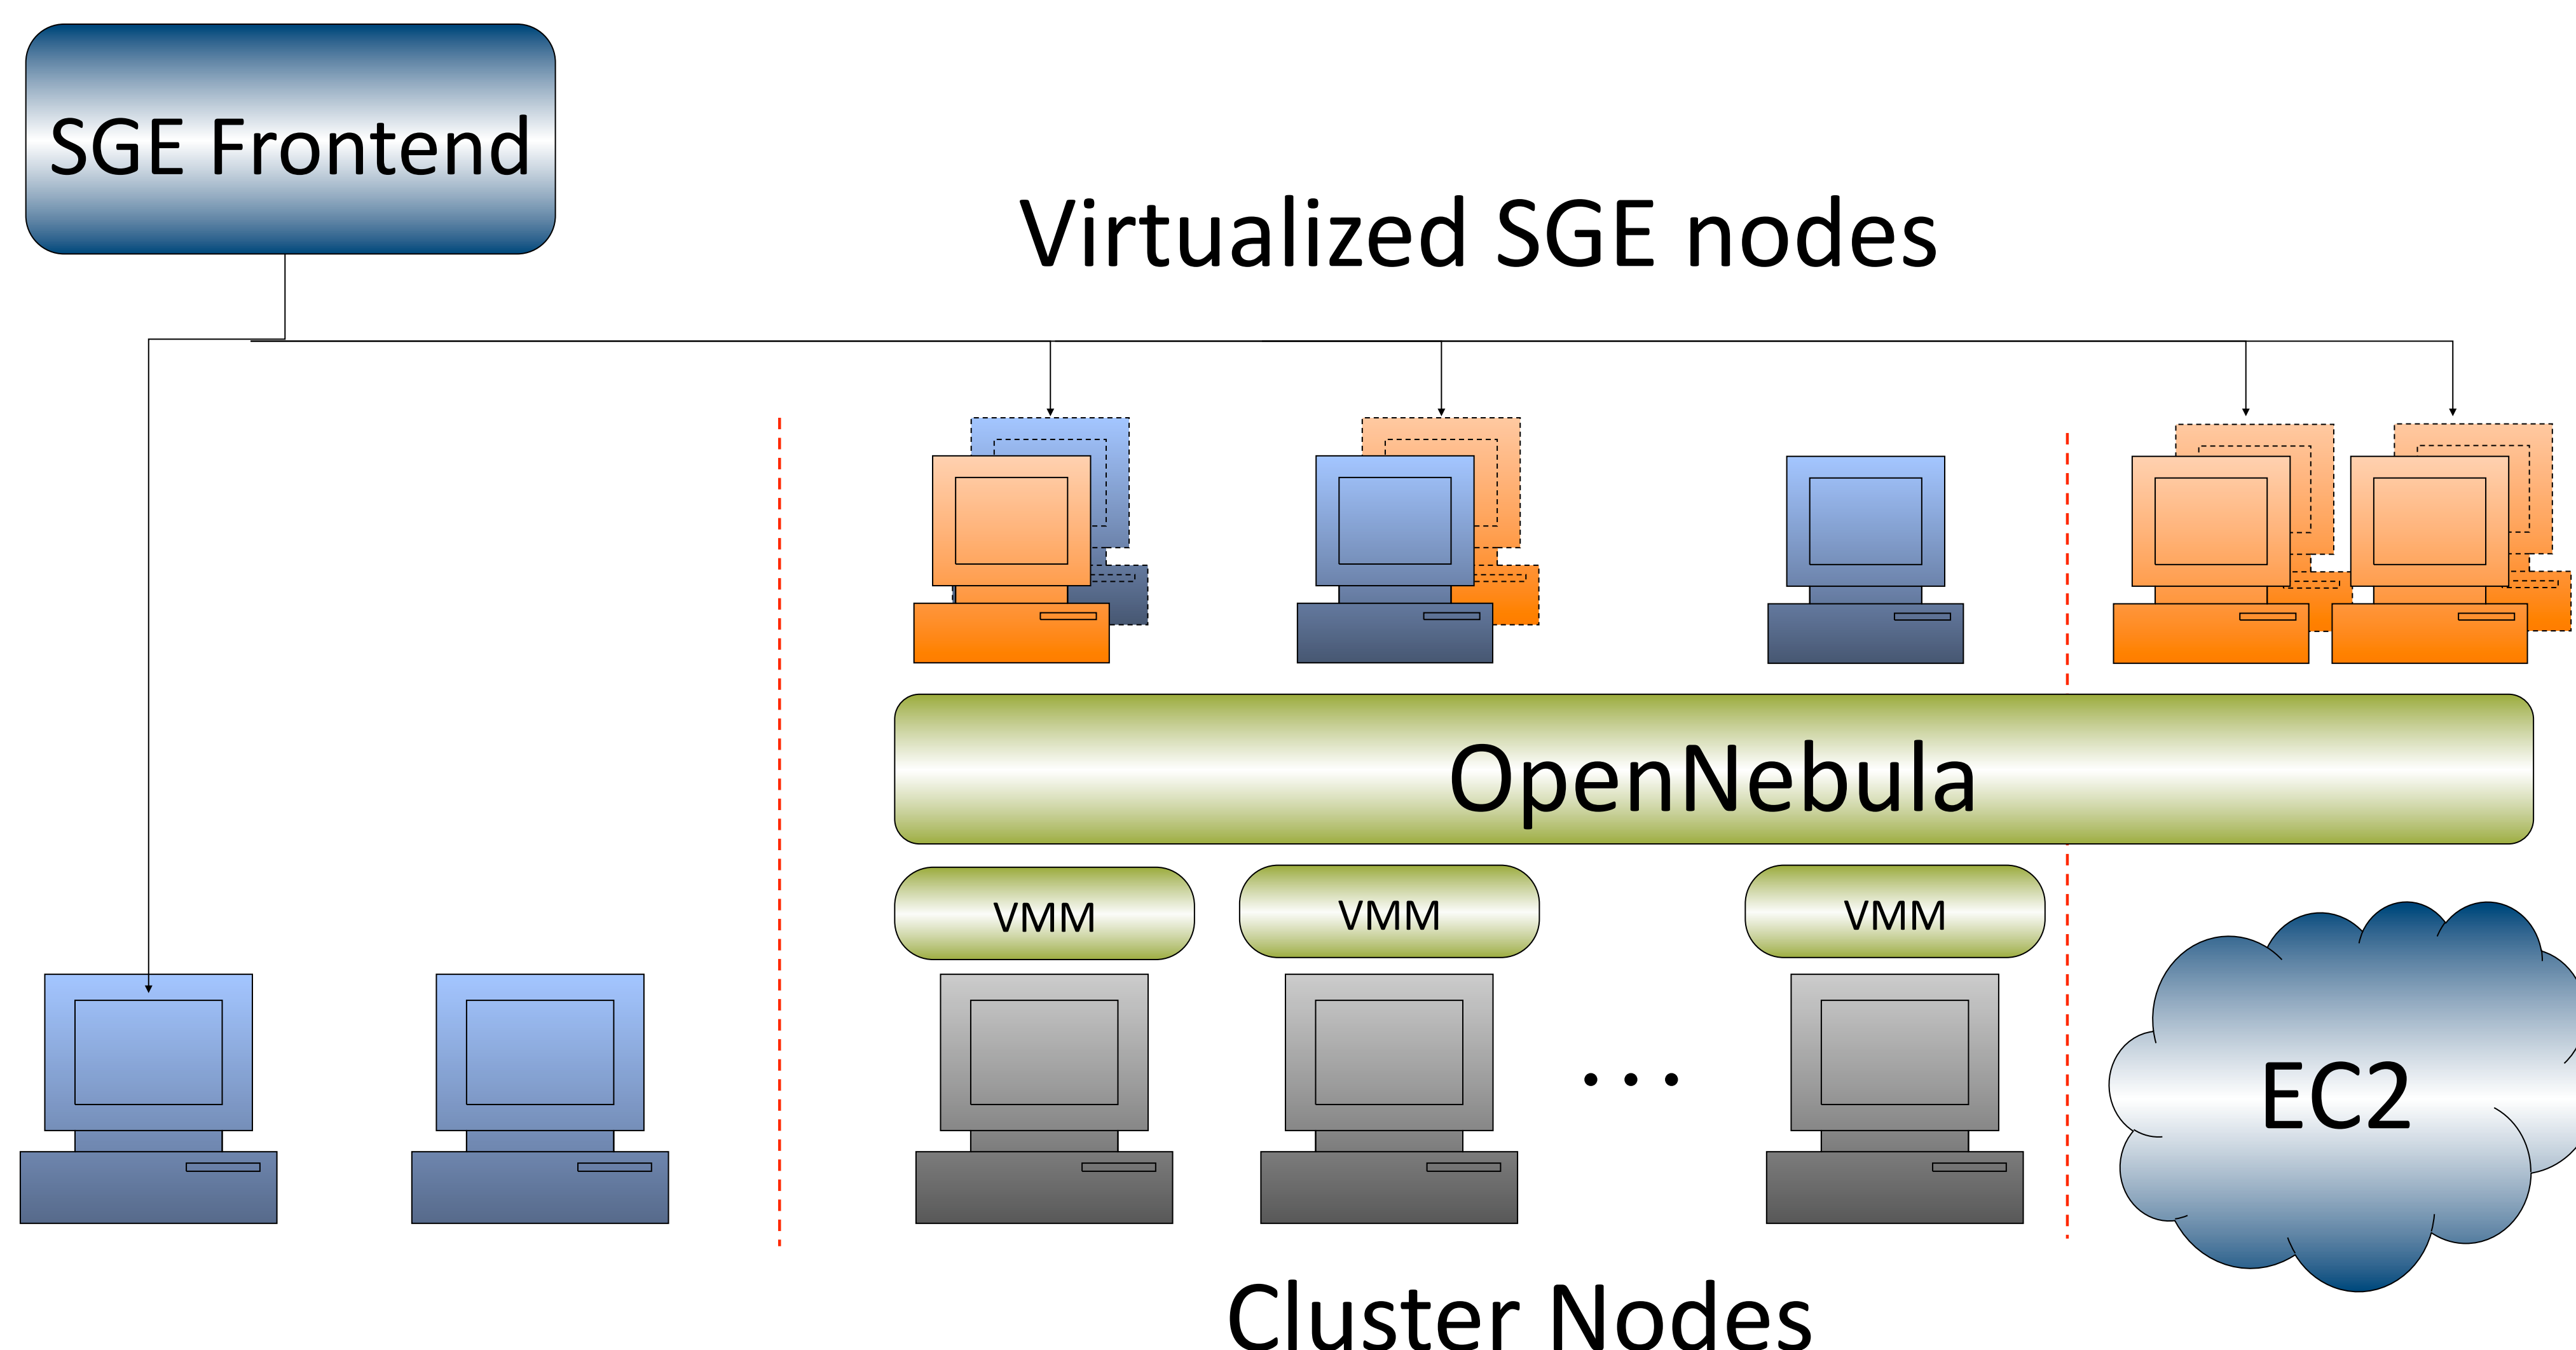 SGE Frontend
Virtualized SGE nodes
OpenNebula
VMM
VMM
VMM
...
EC2
Cluster Nodes